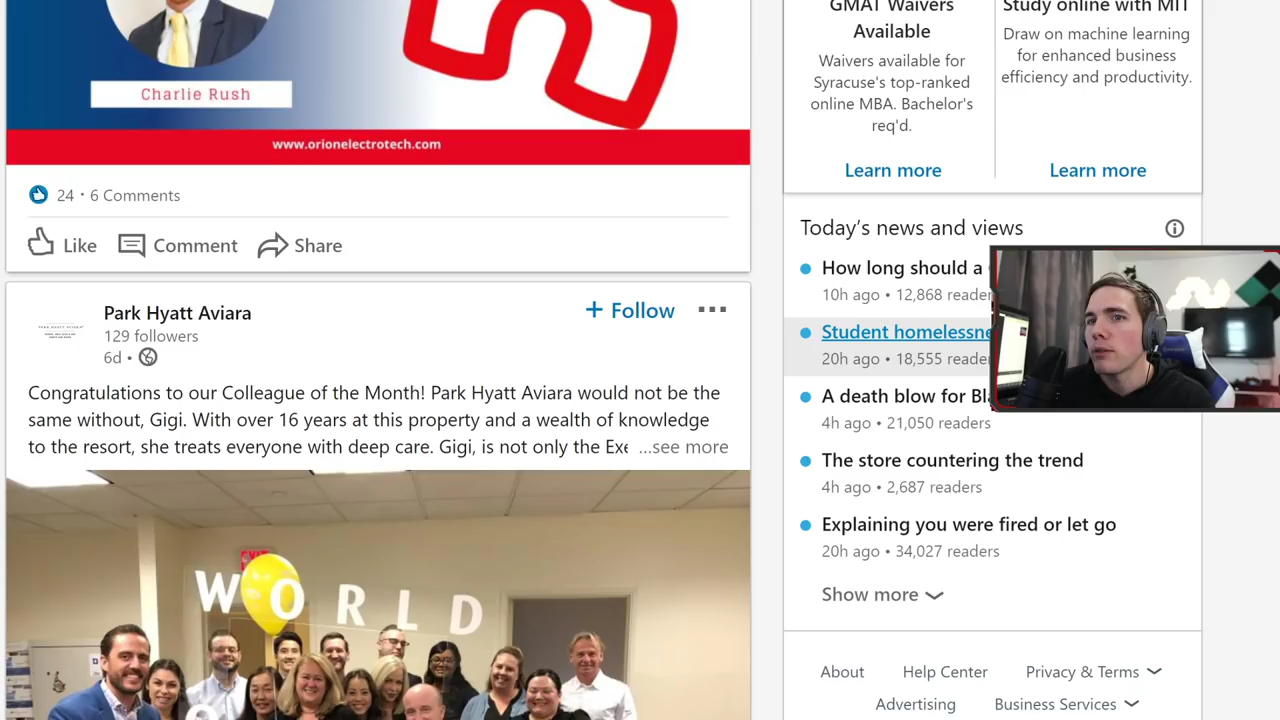 Charlie Rush
www.orionelectrotech.com
24 • 6 Comments
Like Comment Share
Park Hyatt Aviara
129 followers
6d •
+ Follow
Congratulations to our Colleague of the Month! Park Hyatt Aviara would not be the
same without, Gigi. With over 16 years at this property and a wealth of knowledge
to the resort, she treats everyone with deep care. Gigi, is not only the Exe ...see more
EXIT
WORLD
GMAT Waivers
Available
Waivers available for
Syracuse's top-ranked
online MBA. Bachelor's
req'd.
Learn more
Study online with MIT
Draw on machine learning
for enhanced business
efficiency and productivity.
Learn more
Today's news and views
How long should a
10h ago • 12,868 reader
Student homelessne
20h ago • 18,555 reade
A death blow for Bl
4h ago • 21,050 readers
The store countering the trend
4h ago • 2,687 readers
Explaining you were fired or let go
20h ago • 34,027 readers
Show more
About Help Center Privacy & Terms
Advertising Business Services